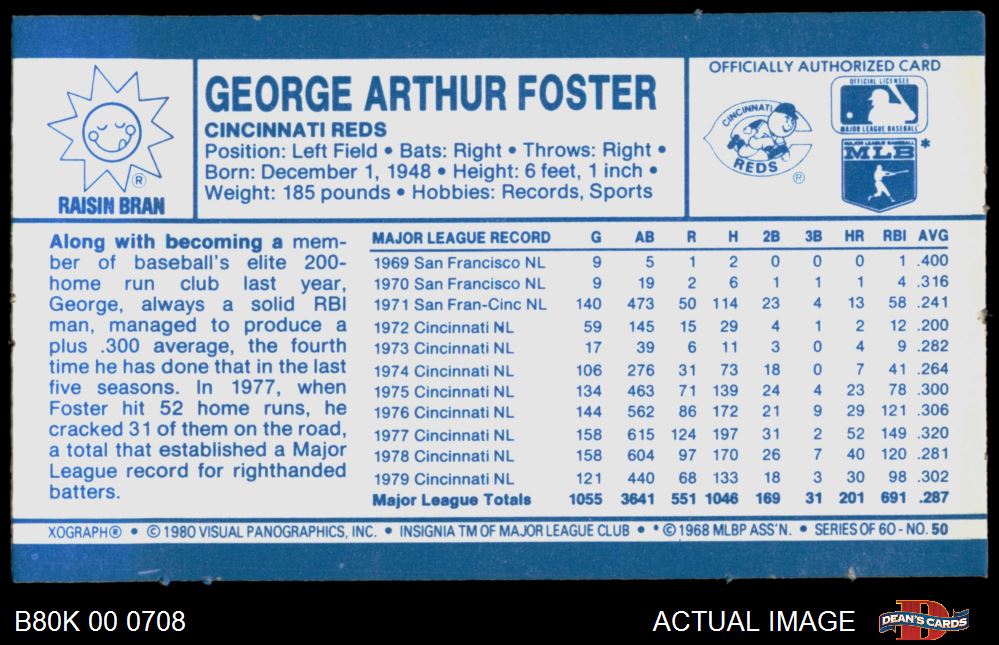 RAISIN BRAN
®
GEORGE ARTHUR FOSTER
CINCINNATI REDS
Position: Left Field • Bats: Right • Throws: Right •
Born: December 1, 1948 • Height: 6 feet, 1 inch •
Weight: 185 pounds • Hobbies: Records, Sports
OFFICIALLY AUTHORIZED CARD
CINCINNATI
REDS
®
OFFICIAL LICENSEE
MAJOR LEAGUE BASEBALL
MAJOR LEAGUE BASEBALL
MLB *
Along with becoming a mem-
ber of baseball's elite 200-
home run club last year,
George, always a solid RBI
man, managed to produce a
plus .300 average, the fourth
time he has done that in the last
five seasons. In 1977, when
Foster hit 52 home runs, he
cracked 31 of them on the road,
a total that established a Major
League record for righthanded
batters.
MAJOR LEAGUE RECORD G AB R H 2B 3B HR RBI AVG
1969 San Francisco NL 9 5 1 2 0 0 0 1 .400
1970 San Francisco NL 9 19 2 6 1 1 1 4 .316
1971 San Fran-Cinc NL 140 473 50 114 23 4 13 58 .241
1972 Cincinnati NL 59 145 15 29 4 1 2 12 .200
1973 Cincinnati NL 17 39 6 11 3 0 4 9 .282
1974 Cincinnati NL 106 276 31 73 18 0 7 41 .264
1975 Cincinnati NL 134 463 71 139 24 4 23 78 .300
1976 Cincinnati NL 144 562 86 172 21 9 29 121 .306
1977 Cincinnati NL 158 615 124 197 31 2 52 149 .320
1978 Cincinnati NL 158 604 97 170 26 7 40 120 .281
1979 Cincinnati NL 121 440 68 133 18 3 30 98 .302
Major League Totals 1055 3641 551 1046 169 31 201 691 .287
XOGRAPH® • © 1980 VISUAL PANOGRAPHICS, INC. • INSIGNIA TM OF MAJOR LEAGUE CLUB • * © 1968 MLBP ASS'N. • SERIES OF 60 - NO. 50
B80K 00 0708
ACTUAL IMAGE
DEAN'S CARDS